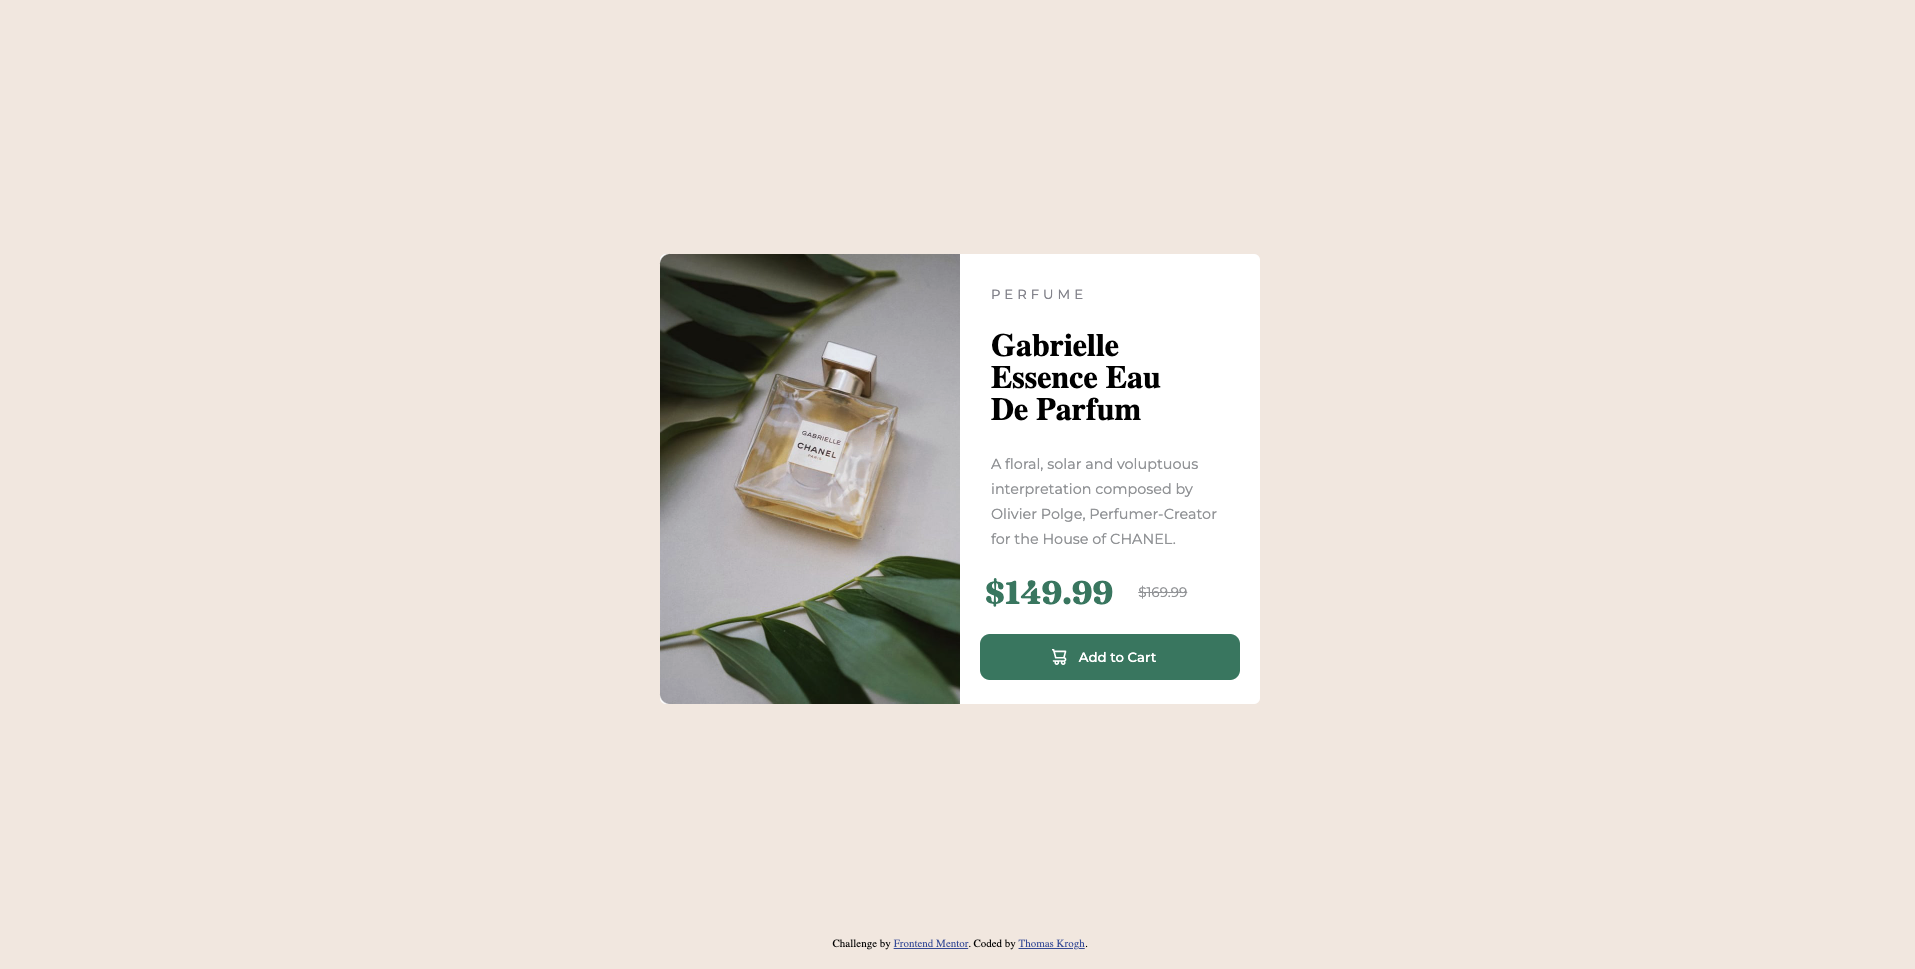 GABRIELLE
CHANEL
PARIS
PERFUME
Gabrielle
Essence Eau
De Parfum
A floral, solar and voluptuous
interpretation composed by
Olivier Polge, Perfumer-Creator
for the House of CHANEL.
$149.99 $169.99
Add to Cart
Challenge by Frontend Mentor. Coded by Thomas Krogh.